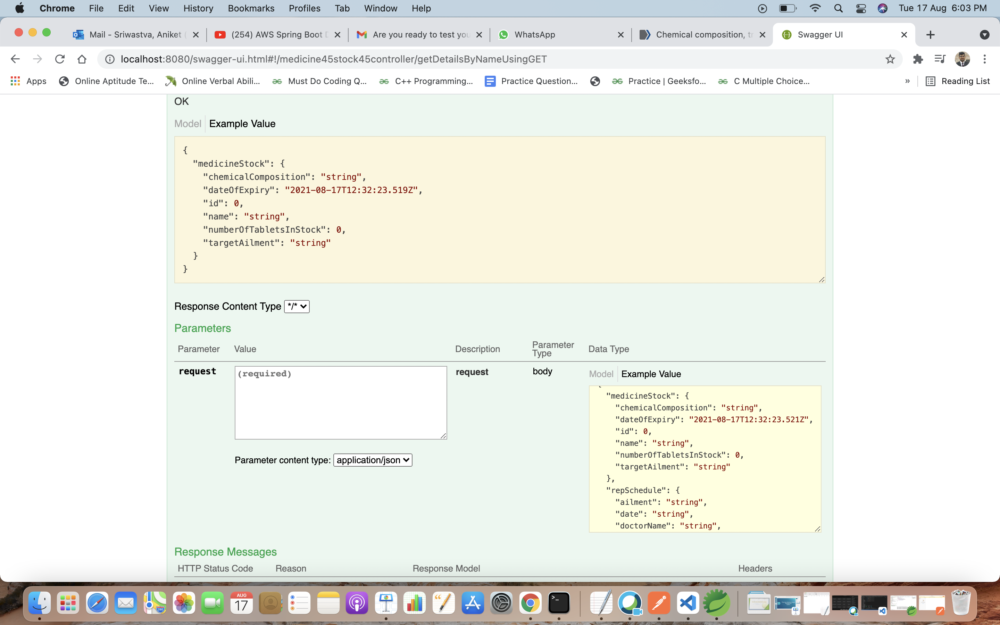 Chrome File Edit View History Bookmarks Profiles Tab Window Help Tue 17 Aug 6:03 PM
Mail - Sriwastva, Aniket ( (254) AWS Spring Boot D Are you ready to test you WhatsApp Chemical composition, tr Swagger UI
localhost:8080/swagger-ui.html#!/medicine45stock45controller/getDetailsByNameUsingGET
Apps Online Aptitude Te... Online Verbal Abili... Must Do Coding Q... C++ Programming... Practice Question... Practice | Geeksfo... C Multiple Choice... » Reading List
OK
Model Example Value
{
"medicineStock": {
"chemicalComposition": "string",
"dateOfExpiry": "2021-08-17T12:32:23.519Z",
"id": 0,
"name": "string",
"numberOfTabletsInStock": 0,
"targetAilment": "string"
}
}
Response Content Type */*
Parameters
Parameter Value Description Parameter Type Data Type
request (required) request body Model Example Value
{
"medicineStock": {
"chemicalComposition": "string",
"dateOfExpiry": "2021-08-17T12:32:23.521Z",
"id": 0,
"name": "string",
"numberOfTabletsInStock": 0,
"targetAilment": "string"
},
"repSchedule": {
"ailment": "string",
"date": "string",
"doctorName": "string",
Parameter content type: application/json
Response Messages
HTTP Status Code Reason Response Model Headers
AUG
17
280
>_